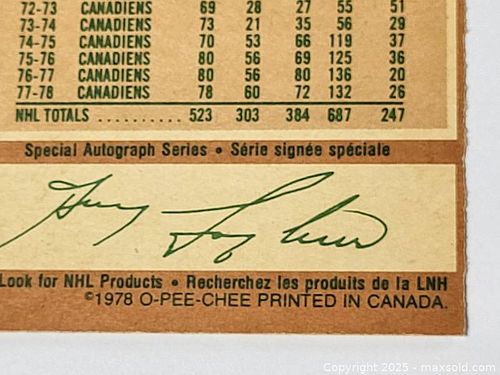 72-73 CANADIENS 69 28 27 55 51
73-74 CANADIENS 73 21 35 56 29
74-75 CANADIENS 70 53 66 119 37
75-76 CANADIENS 80 56 69 125 36
76-77 CANADIENS 80 56 80 136 20
77-78 CANADIENS 78 60 72 132 26
NHL TOTALS .......... 523 303 384 687 247
Special Autograph Series • Série signée spéciale
Guy Lafleur
Look for NHL Products • Recherchez les produits de la LNH
©1978 O-PEE-CHEE PRINTED IN CANADA.
Copyright © 2025 - maxsold.com